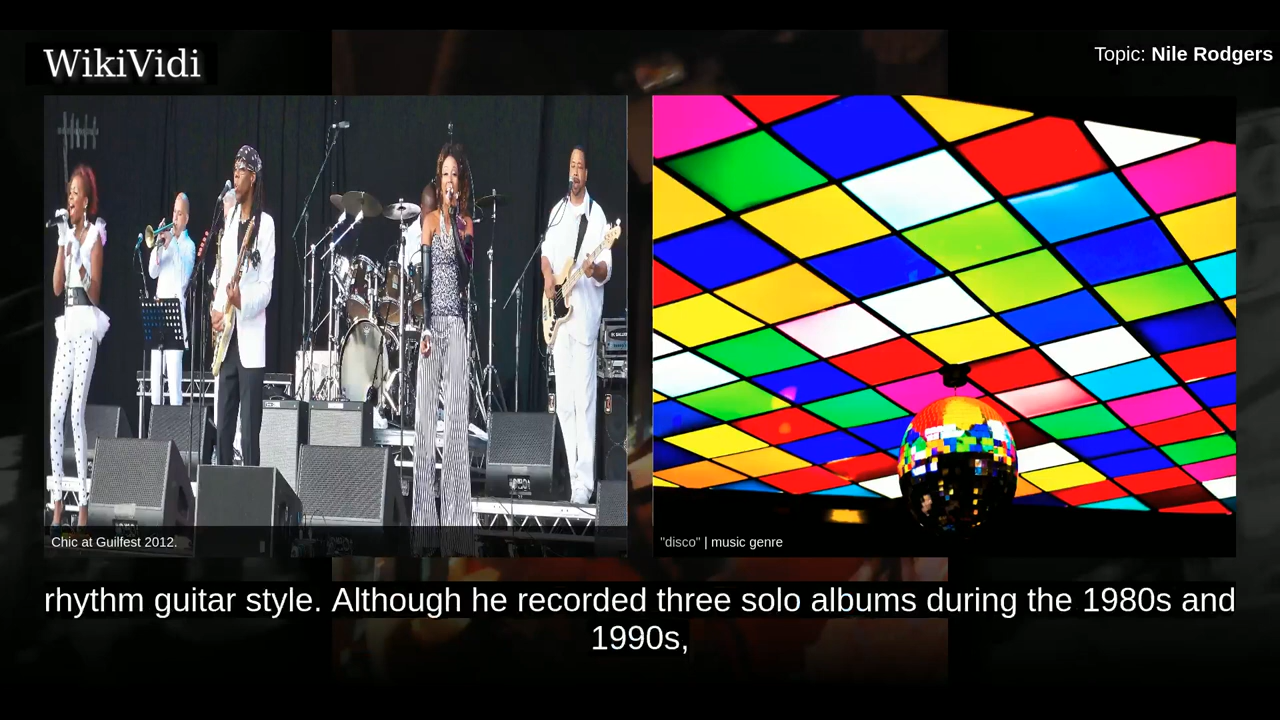 WikiVidi
Topic: Nile Rodgers
Chic at Guilfest 2012.
"disco" | music genre
rhythm guitar style. Although he recorded three solo albums during the 1980s and
1990s,